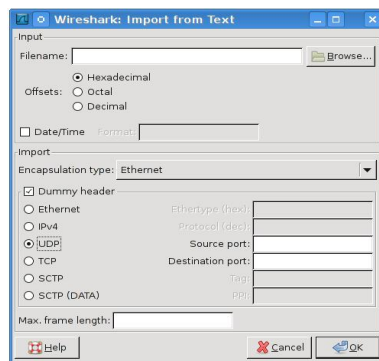 Wireshark: Import from Text
Input
Filename:
Browse...
Offsets:
Hexadecimal
Octal
Decimal
Date/Time Format:
Import
Encapsulation type: Ethernet
Dummy header
Ethernet Ethertype (hex):
IPv4 Protocol (dec):
UDP Source port:
TCP Destination port:
SCTP Tag:
SCTP (DATA) PPI:
Max. frame length:
Help Cancel OK